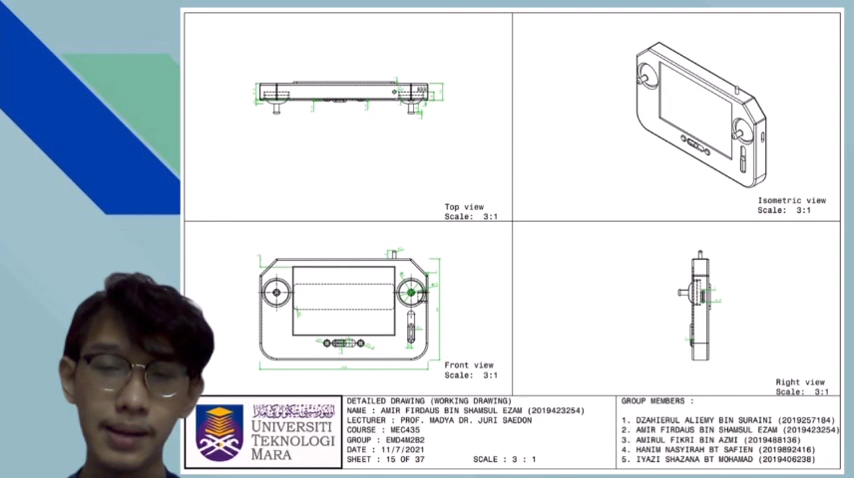 Top view
Scale: 3:1
Isometric view
Scale: 3:1
Front view
Scale: 3:1
Right view
Scale: 3:1
UNIVERSITI
TEKNOLOGI
MARA
DETAILED DRAWING (WORKING DRAWING)
NAME : AMIR FIRDAUS BIN SHAMSUL EZAM (2019423254)
LECTURER : PROF. MADYA DR. JURI SAEDON
COURSE : MEC435
GROUP : EMD4M2B2
DATE : 11/7/2021
SHEET : 15 OF 37 SCALE : 3 : 1
GROUP MEMBERS :
1. DZAHIERUL ALIEMY BIN SURAINI (2019257184)
2. AMIR FIRDAUS BIN SHAMSUL EZAM (2019423254)
3. AMIRUL FIKRI BIN AZMI (2019488136)
4. HANIM NASYIRAH BT SAFIEN (2019892416)
5. IYAZI SHAZANA BT MOHAMAD (2019406238)